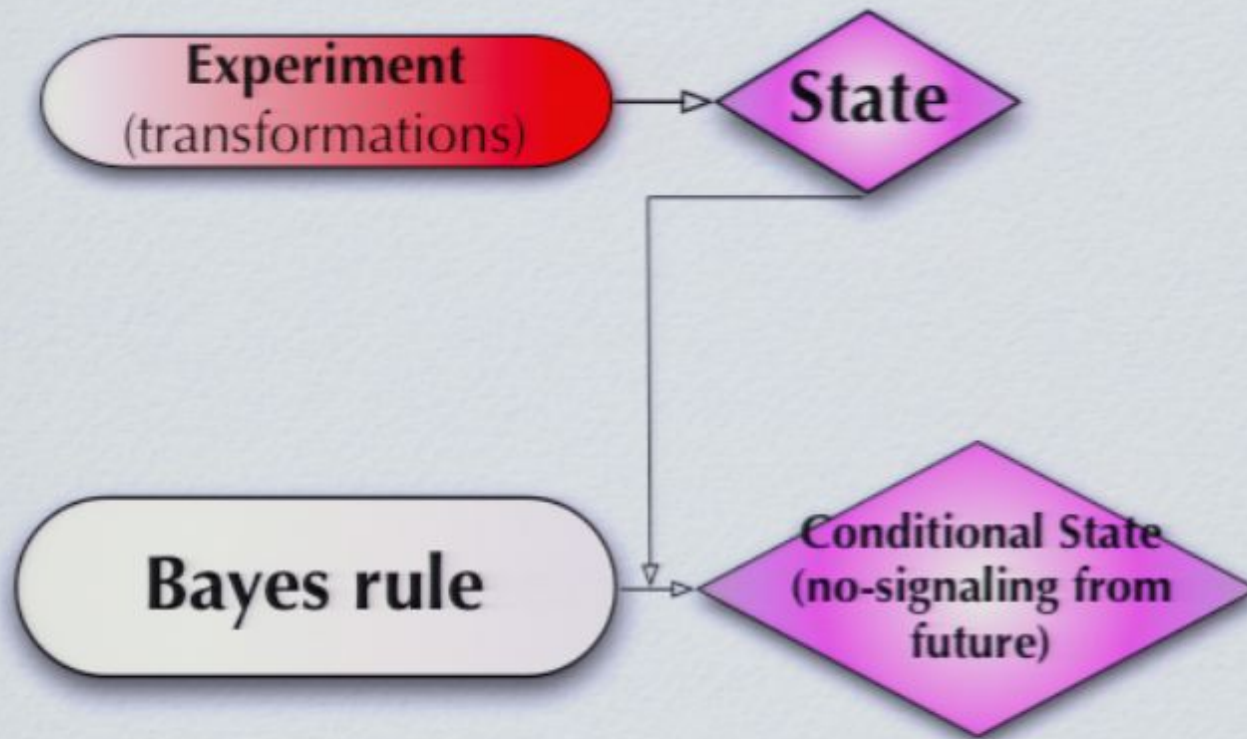 Experiment
(transformations)
State
Bayes rule
Conditional State
(no-signaling from
future)